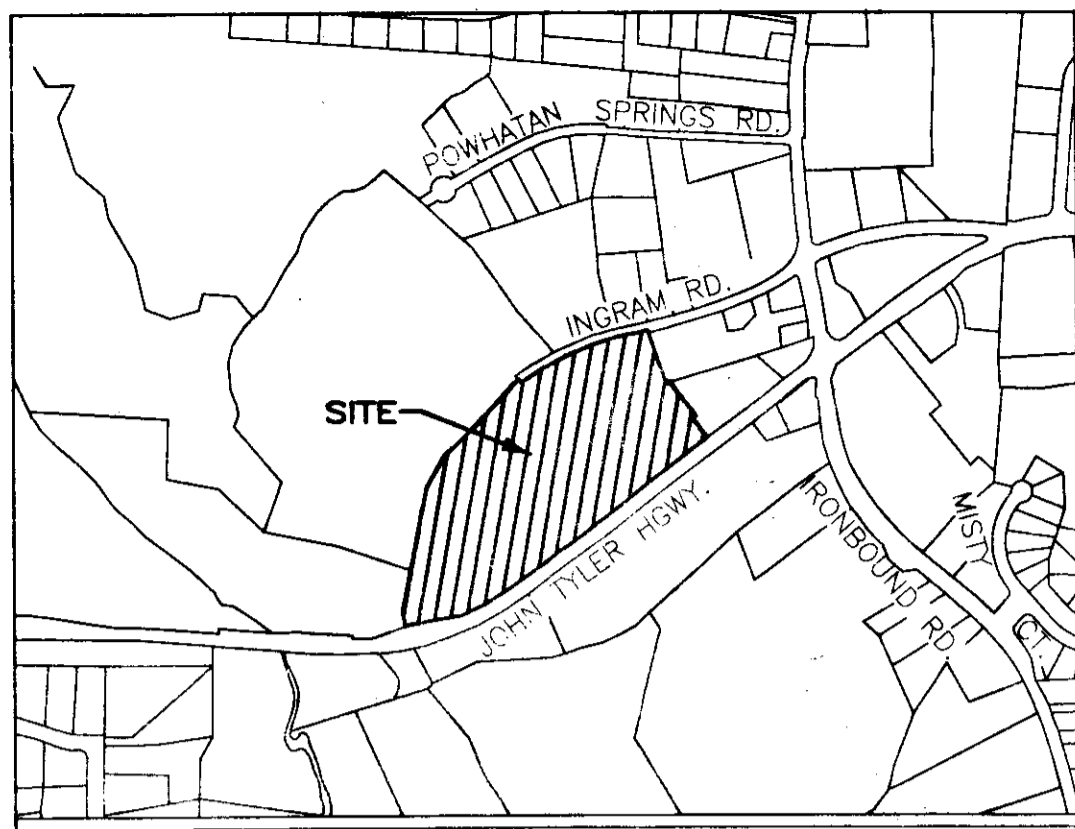 POWHATAN SPRINGS RD.
INGRAM RD.
SITE
JOHN TYLER HGWY.
IRONBOUND RD.
MISTY CT.